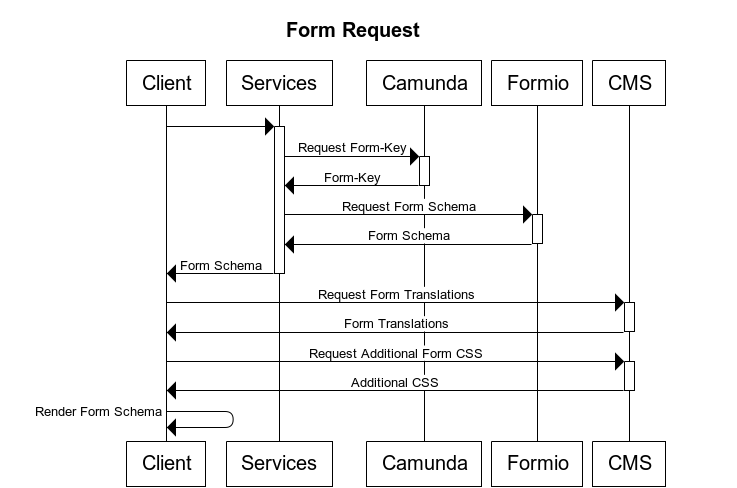 Form Request
Client Services Camunda Formio CMS
Request Form-Key
Form-Key
Request Form Schema
Form Schema
Form Schema
Request Form Translations
Form Translations
Request Additional Form CSS
Additional CSS
Render Form Schema
Client Services Camunda Formio CMS